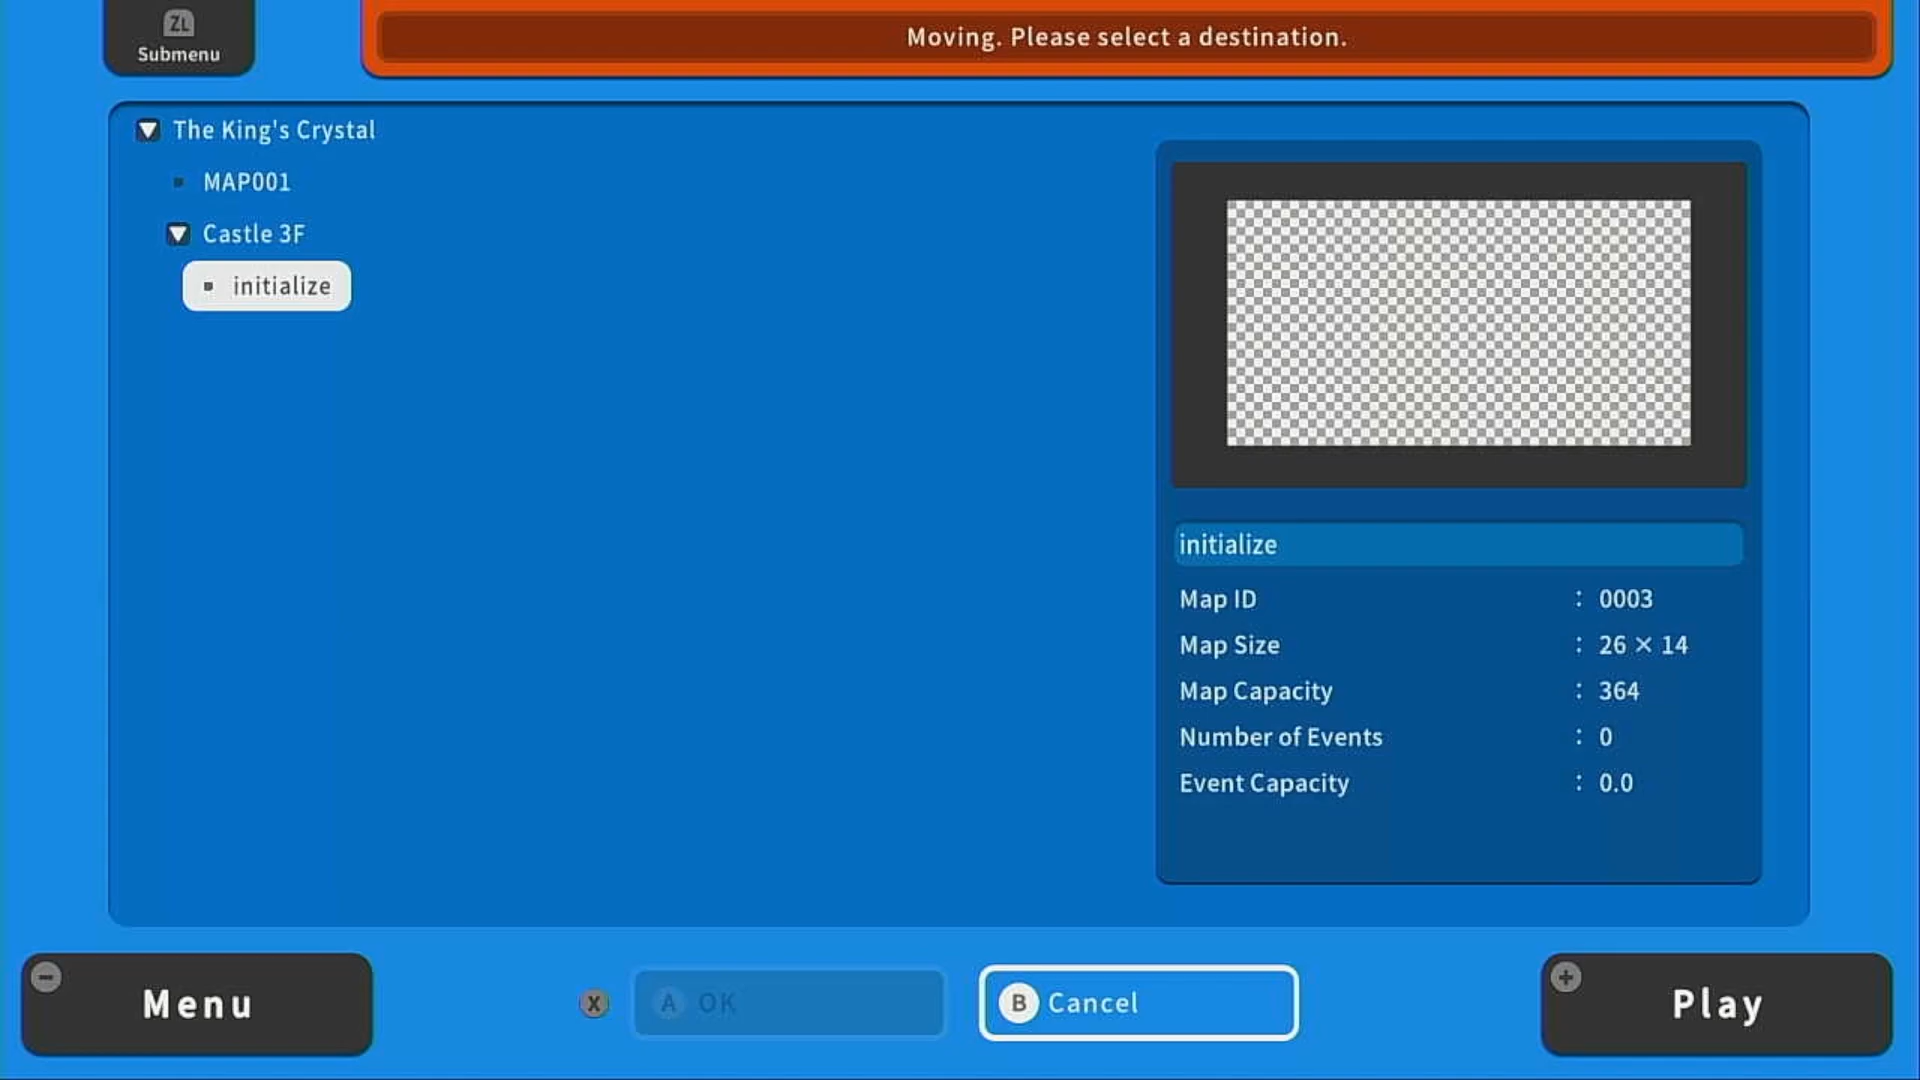 ZL
Submenu
Moving. Please select a destination.
The King's Crystal
MAP001
Castle 3F
initialize
initialize
Map ID : 0003
Map Size : 26 × 14
Map Capacity : 364
Number of Events : 0
Event Capacity : 0.0
Menu
X
A OK
B Cancel
Play